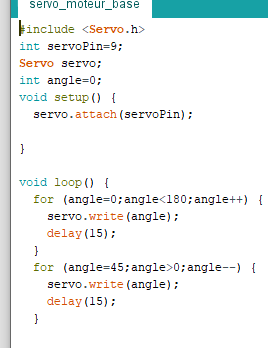 servo_moteur_base
#include <Servo.h>
int servoPin=9;
Servo servo;
int angle=0;
void setup() {
  servo.attach(servoPin);
}
void loop() {
  for (angle=0;angle<180;angle++) {
    servo.write(angle);
    delay(15);
  }
  for (angle=45;angle>0;angle--) {
    servo.write(angle);
    delay(15);
  }